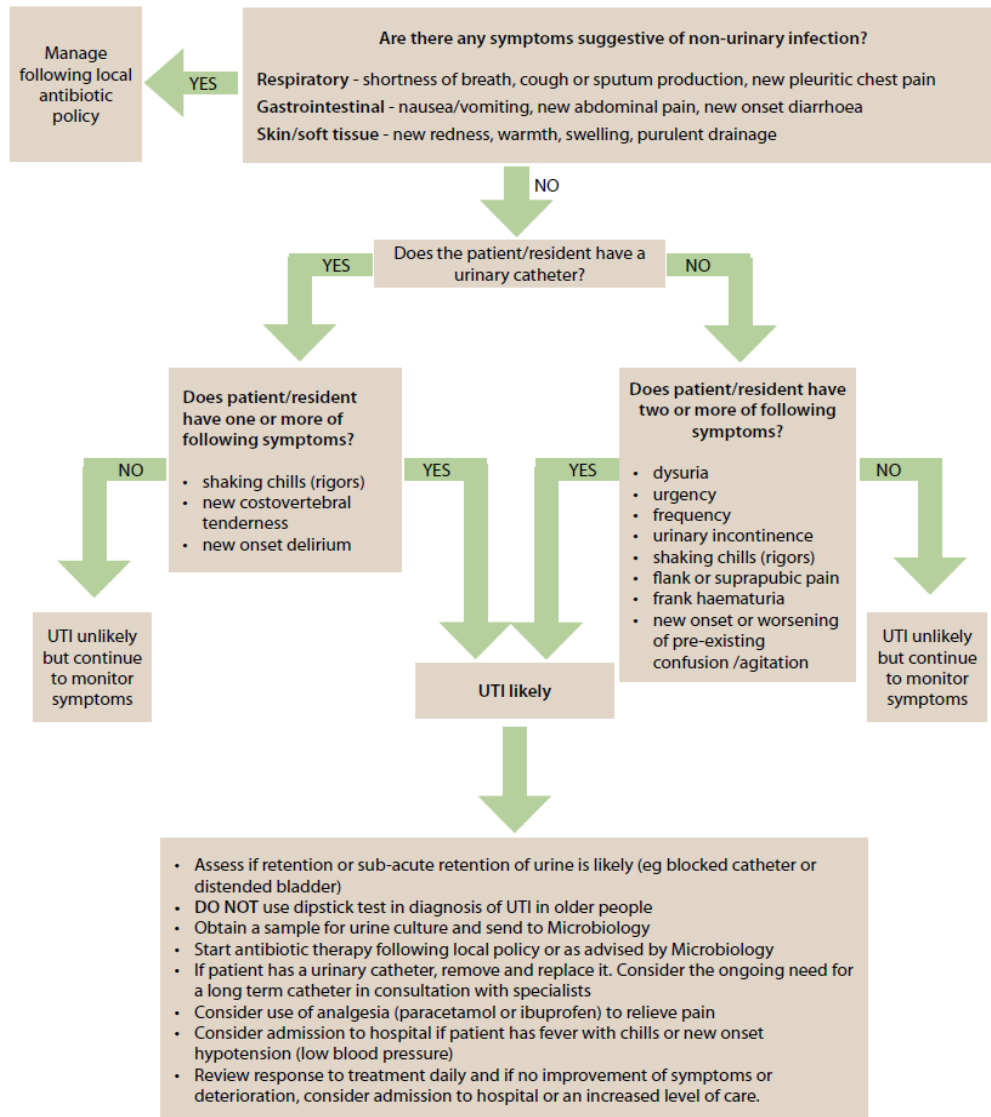 Manage
following local
antibiotic
policy
YES
Are there any symptoms suggestive of non-urinary infection?
Respiratory - shortness of breath, cough or sputum production, new pleuritic chest pain
Gastrointestinal - nausea/vomiting, new abdominal pain, new onset diarrhoea
Skin/soft tissue - new redness, warmth, swelling, purulent drainage
NO
Does the patient/resident have a
urinary catheter?
YES
NO
Does patient/resident
have one or more of
following symptoms?
• shaking chills (rigors)
• new costovertebral
tenderness
• new onset delirium
NO
YES
Does patient/resident have
two or more of following
symptoms?
• dysuria
• urgency
• frequency
• urinary incontinence
• shaking chills (rigors)
• flank or suprapubic pain
• frank haematuria
• new onset or worsening
of pre-existing
confusion /agitation
YES
NO
UTI unlikely
but continue
to monitor
symptoms
UTI likely
UTI unlikely
but continue
to monitor
symptoms
• Assess if retention or sub-acute retention of urine is likely (eg blocked catheter or
distended bladder)
• DO NOT use dipstick test in diagnosis of UTI in older people
• Obtain a sample for urine culture and send to Microbiology
• Start antibiotic therapy following local policy or as advised by Microbiology
• If patient has a urinary catheter, remove and replace it. Consider the ongoing need for
a long term catheter in consultation with specialists
• Consider use of analgesia (paracetamol or ibuprofen) to relieve pain
• Consider admission to hospital if patient has fever with chills or new onset
hypotension (low blood pressure)
• Review response to treatment daily and if no improvement of symptoms or
deterioration, consider admission to hospital or an increased level of care.